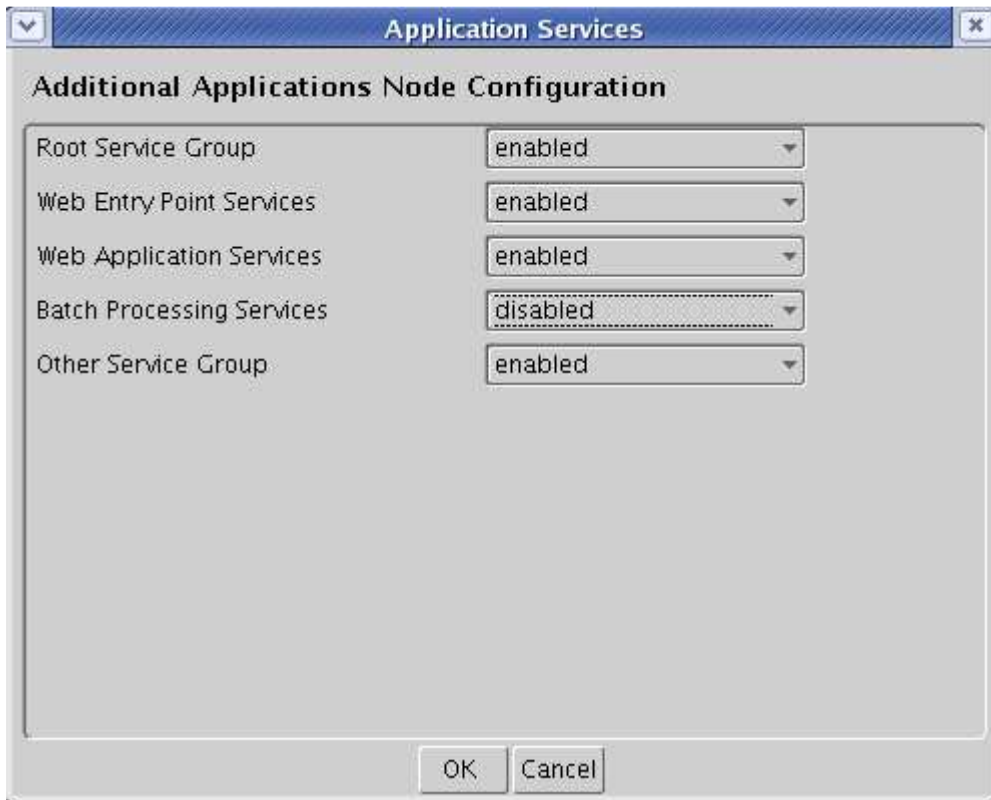 Application Services
Additional Applications Node Configuration
Root Service Group enabled
Web Entry Point Services enabled
Web Application Services enabled
Batch Processing Services disabled
Other Service Group enabled
OK Cancel